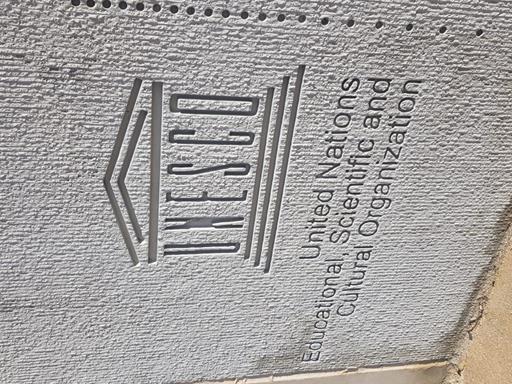 UNESCO
United Nations
Educational, Scientific and
Cultural Organization